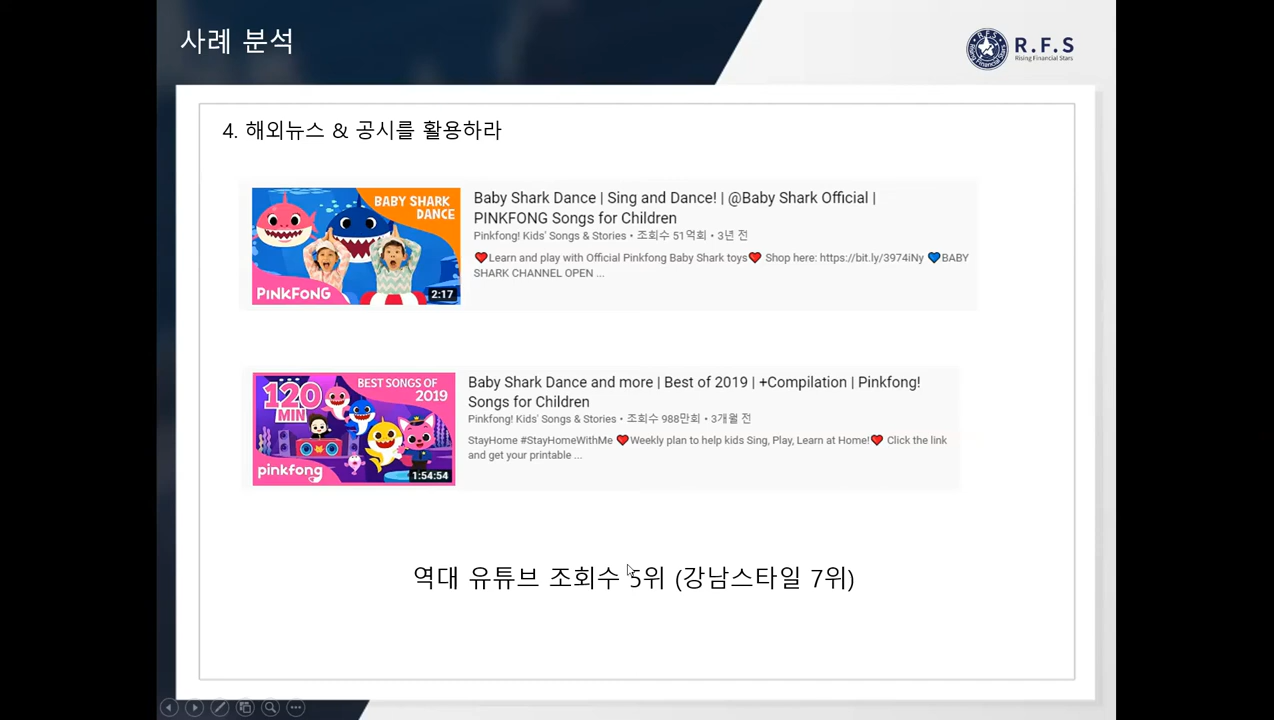 사례 분석
R.F.S
Rising Financial Stars
4. 해외뉴스 & 공시를 활용하라
BABY SHARK
DANCE
PINKFONG
2:17
Baby Shark Dance | Sing and Dance! | @Baby Shark Official |
PINKFONG Songs for Children
Pinkfong! Kids' Songs & Stories • 조회수 51억회 • 3년 전
❤Learn and play with Official Pinkfong Baby Shark toys❤ Shop here: https://bit.ly/3974iNy 💙BABY
SHARK CHANNEL OPEN ...
120
MIN
BEST SONGS OF
2019
pinkfong
1:54:54
Baby Shark Dance and more | Best of 2019 | +Compilation | Pinkfong!
Songs for Children
Pinkfong! Kids' Songs & Stories • 조회수 988만회 • 3개월 전
StayHome #StayHomeWithMe ❤Weekly plan to help kids Sing, Play, Learn at Home!❤ Click the link
and get your printable ...
역대 유튜브 조회수 5위 (강남스타일 7위)